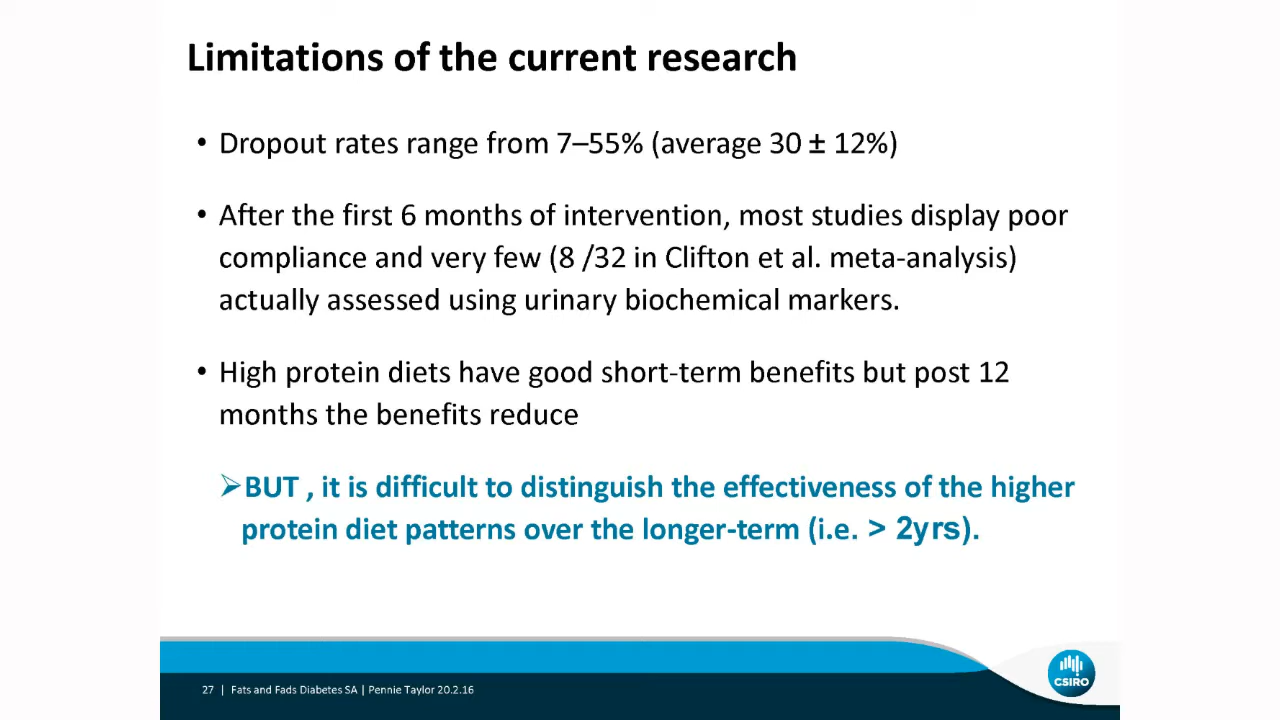 Limitations of the current research
• Dropout rates range from 7–55% (average 30 ± 12%)
• After the first 6 months of intervention, most studies display poor
compliance and very few (8 /32 in Clifton et al. meta-analysis)
actually assessed using urinary biochemical markers.
• High protein diets have good short-term benefits but post 12
months the benefits reduce
➢BUT , it is difficult to distinguish the effectiveness of the higher
protein diet patterns over the longer-term (i.e. > 2yrs).
27 | Fats and Fads Diabetes SA | Pennie Taylor 20.2.16
CSIRO